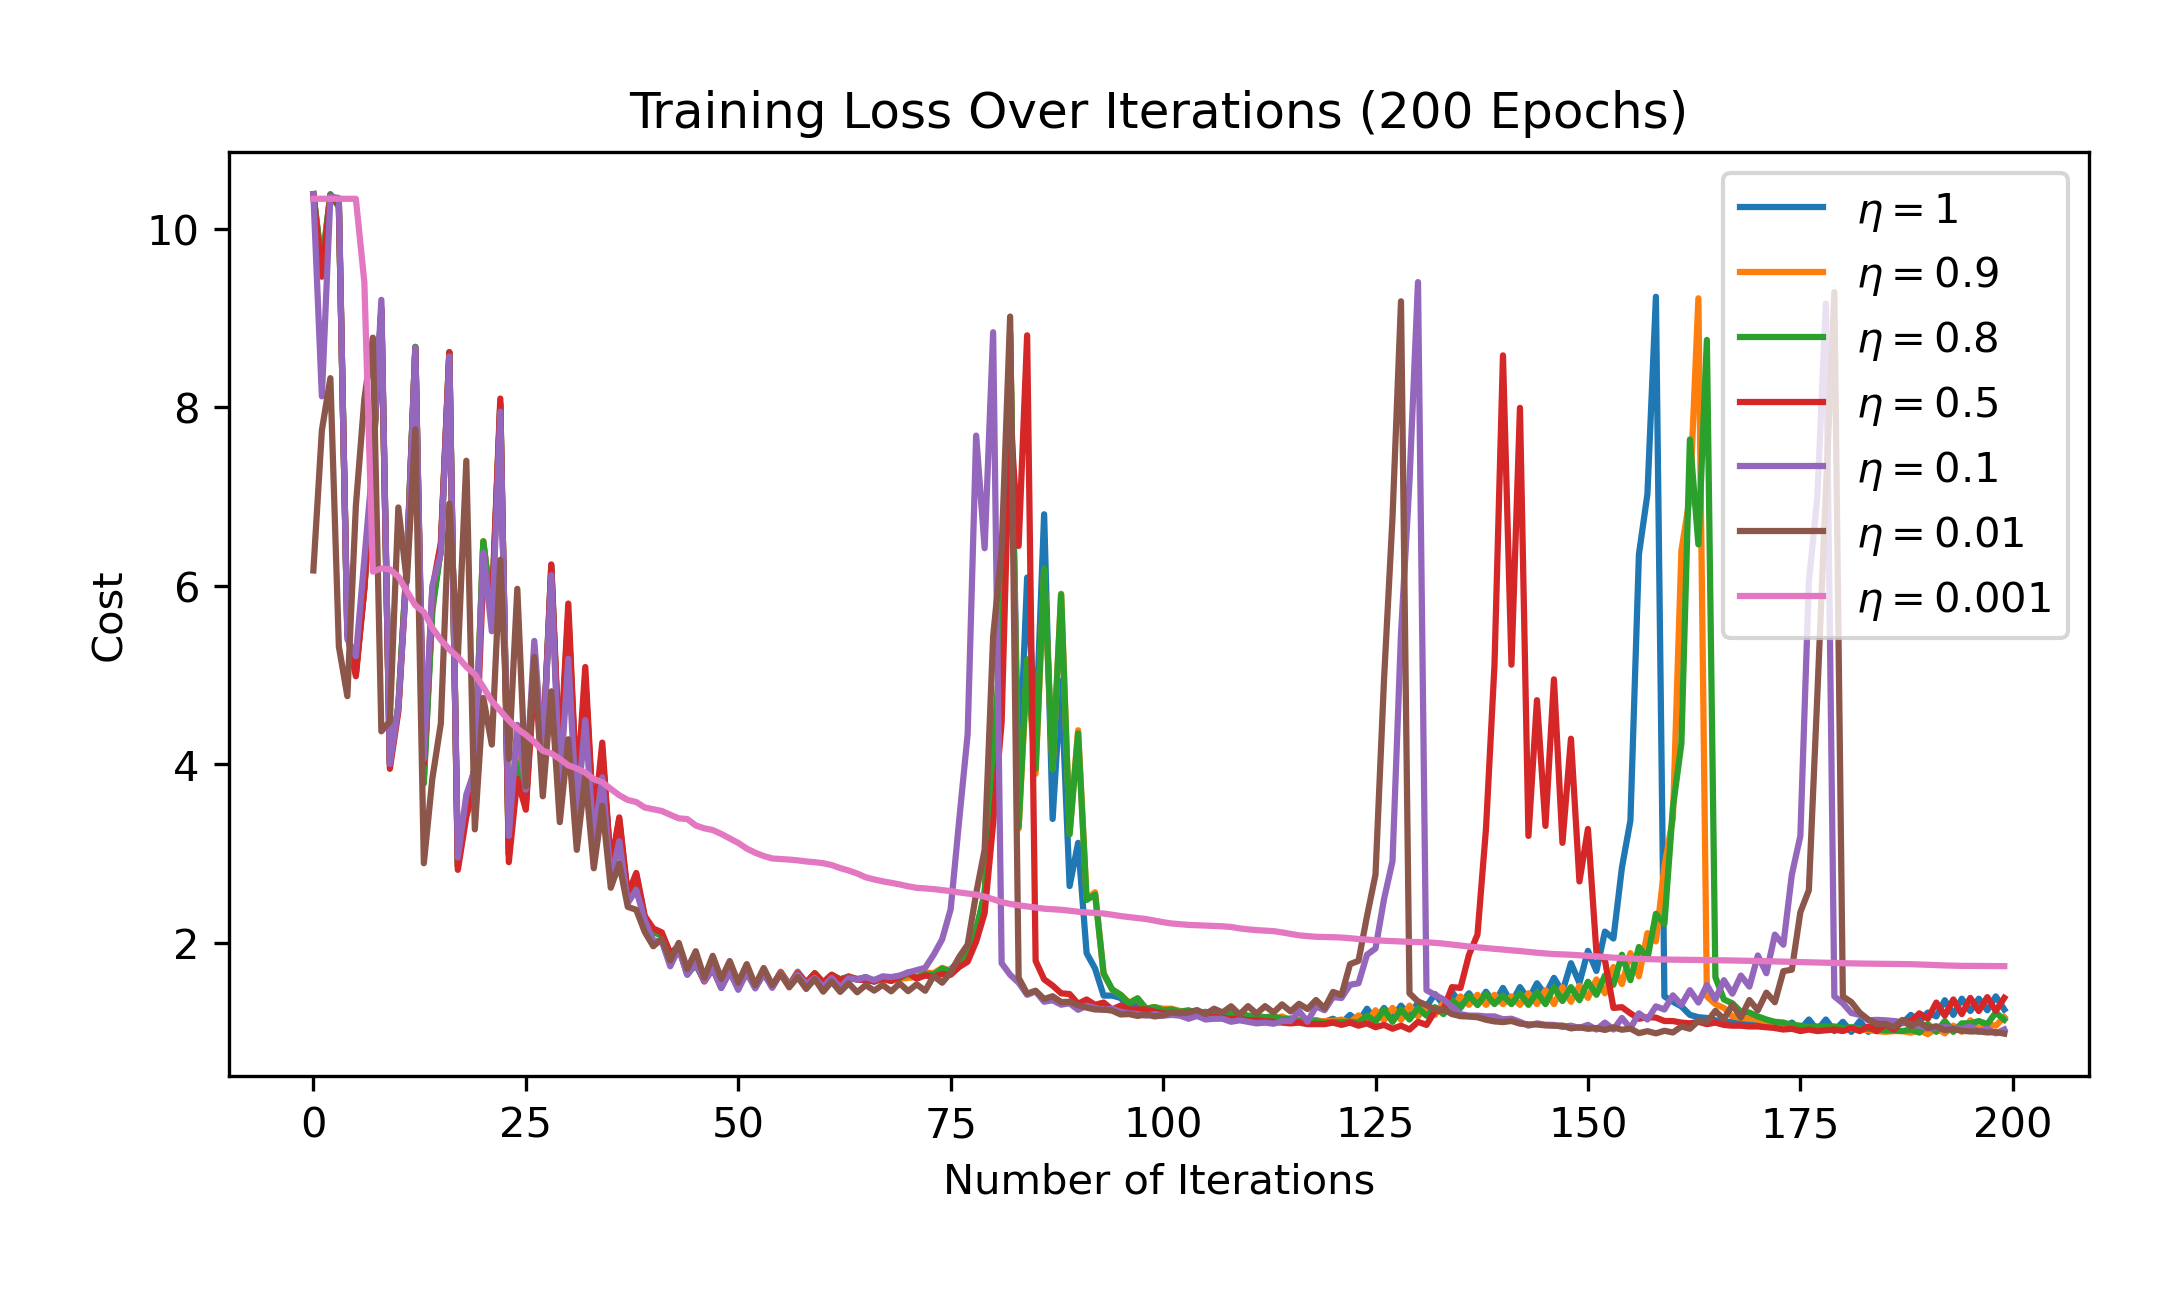 Training Loss Over Iterations (200 Epochs)
10
8
6
4
2
Cost
η = 1
η = 0.9
η = 0.8
η = 0.5
η = 0.1
η = 0.01
η = 0.001
0 25 50 75 100 125 150 175 200
Number of Iterations